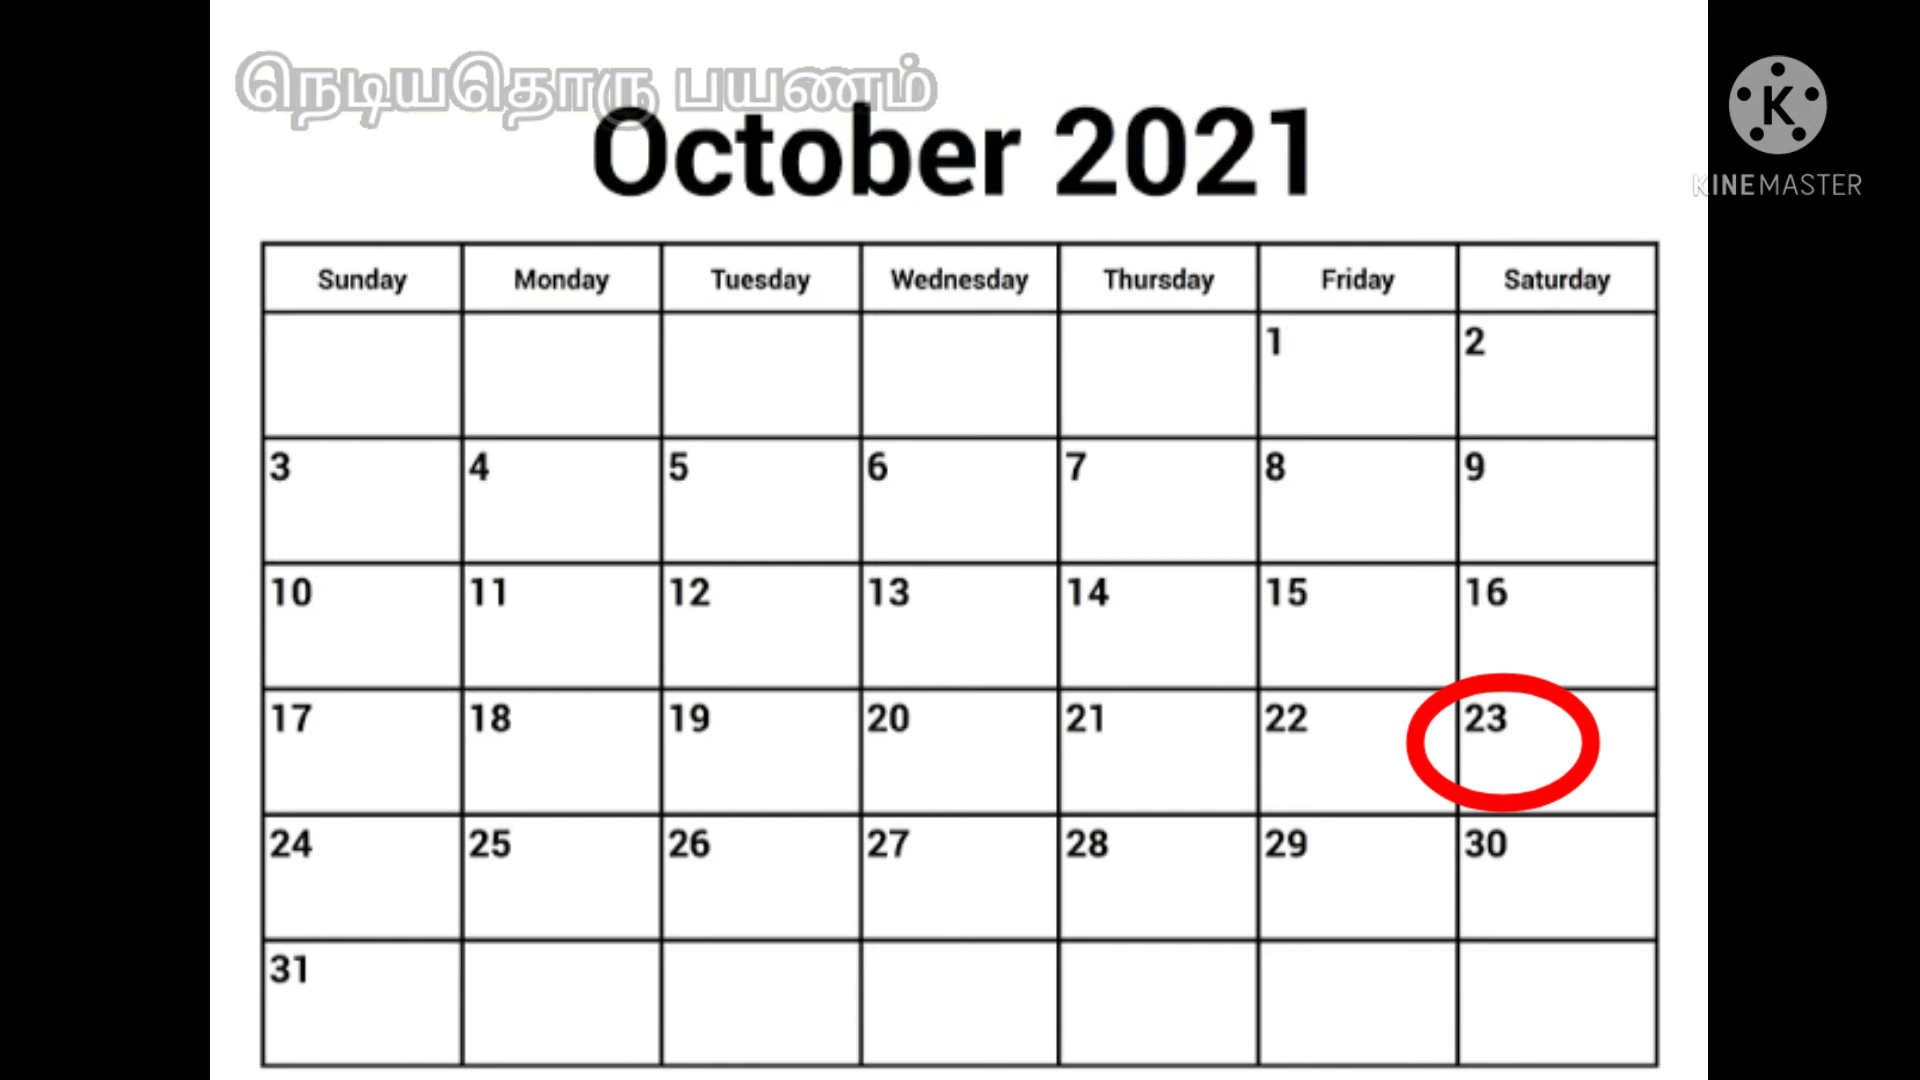 நெடியதொரு பயணம்
October 2021
K
KINEMASTER
Sunday Monday Tuesday Wednesday Thursday Friday Saturday
1 2
3 4 5 6 7 8 9
10 11 12 13 14 15 16
17 18 19 20 21 22 23
24 25 26 27 28 29 30
31